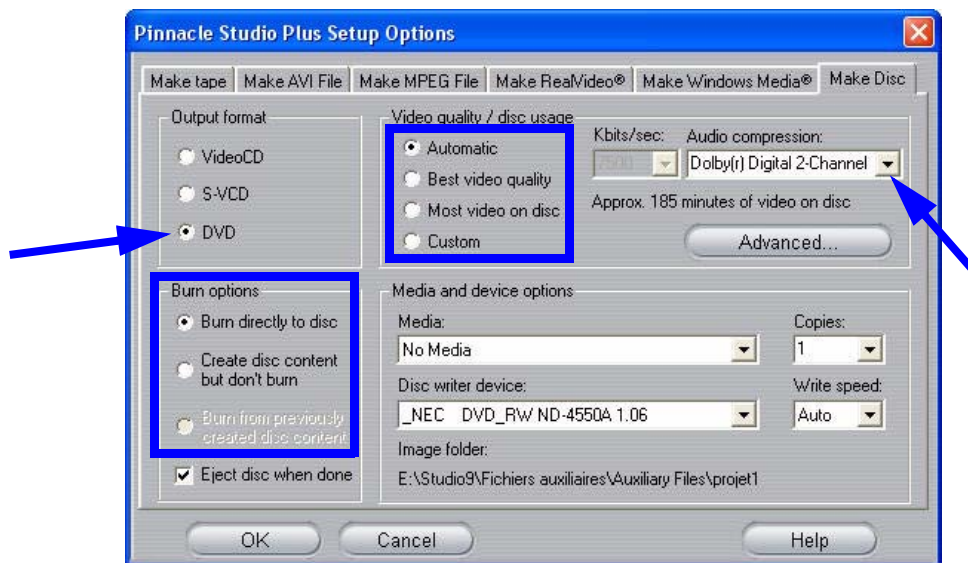 Pinnacle Studio Plus Setup Options
Make tape
Make AVI File
Make MPEG File
Make RealVideo®
Make Windows Media®
Make Disc
Output format
VideoCD
S-VCD
DVD
Video quality / disc usage
Automatic
Best video quality
Most video on disc
Custom
Kbits/sec:
7500
Audio compression:
Dolby(r) Digital 2-Channel
Approx. 185 minutes of video on disc
Advanced...
Burn options
Burn directly to disc
Create disc content
but don't burn
Burn from previously
created disc content
Eject disc when done
Media and device options
Media:
No Media
Copies:
1
Disc writer device:
_NEC DVD_RW ND-4550A 1.06
Write speed:
Auto
Image folder:
E:\Studio9\Fichiers auxiliaires\Auxiliary Files\projet1
OK
Cancel
Help